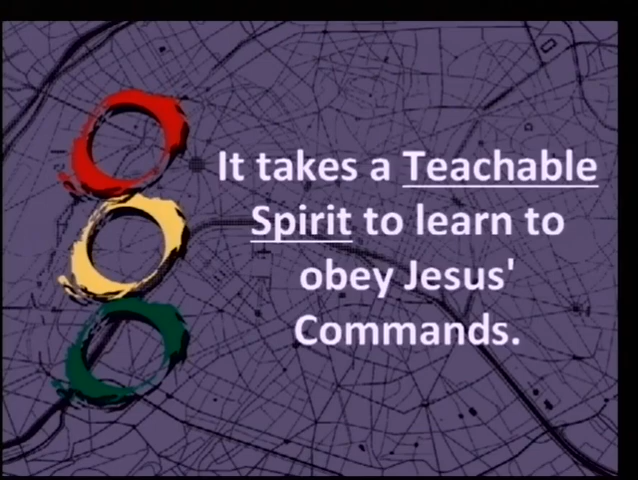 It takes a Teachable
Spirit to learn to
obey Jesus'
Commands.